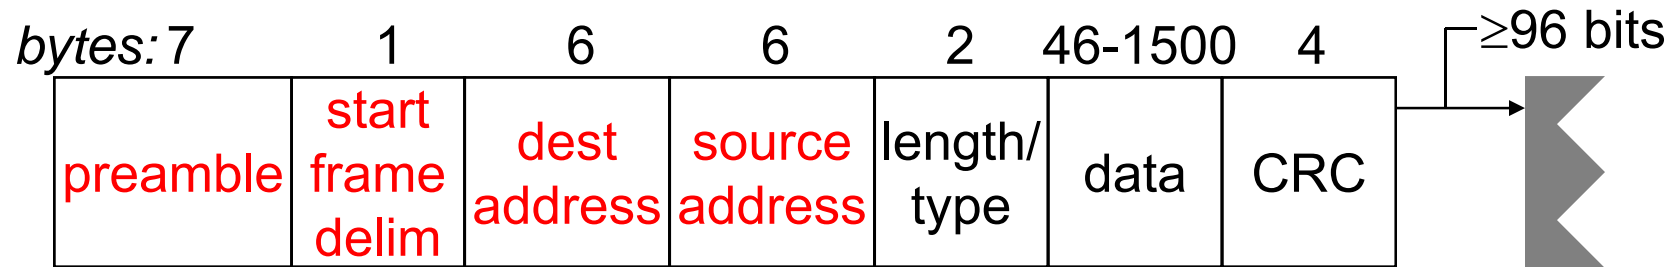 bytes: 7 1 6 6 2 46-1500 4 ≥96 bits
preamble
start
frame
delim
dest
address
source
address
length/
type
data
CRC